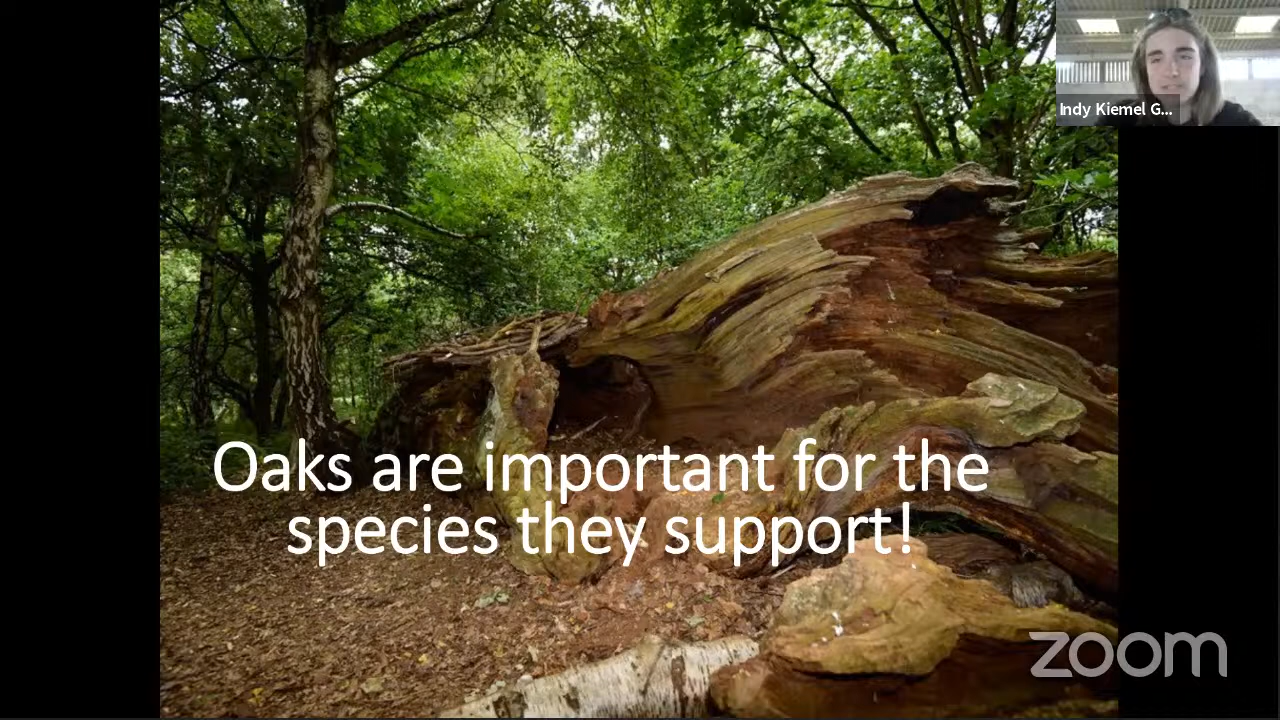 Indy Kiemel G...
Oaks are important for the
species they support!
zoom